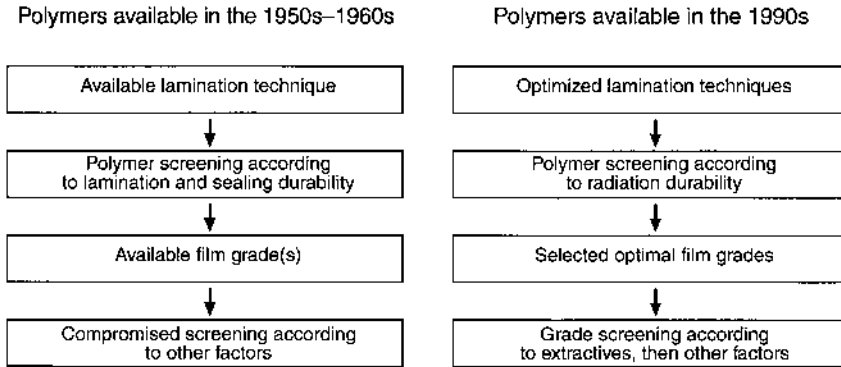 Polymers available in the 1950s–1960s
Available lamination technique
Polymer screening according
to lamination and sealing durability
Available film grade(s)
Compromised screening according
to other factors
Polymers available in the 1990s
Optimized lamination techniques
Polymer screening according
to radiation durability
Selected optimal film grades
Grade screening according
to extractives, then other factors